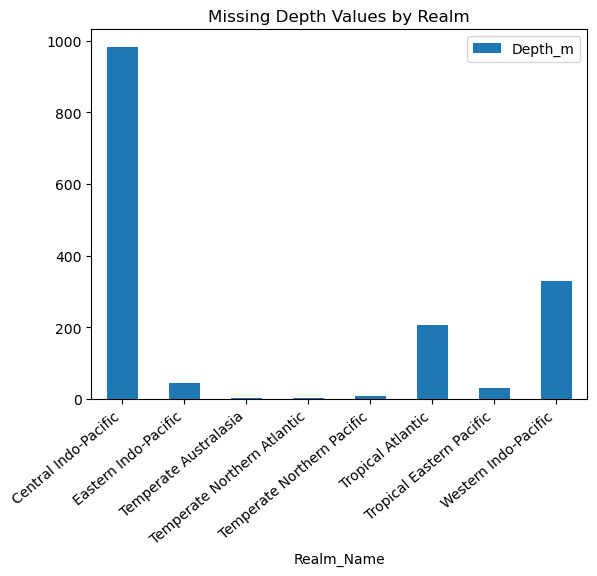 Missing Depth Values by Realm
Depth_m
1000
800
600
400
200
0
Central Indo-Pacific
Eastern Indo-Pacific
Temperate Australasia
Temperate Northern Atlantic
Temperate Northern Pacific
Tropical Atlantic
Tropical Eastern Pacific
Western Indo-Pacific
Realm_Name